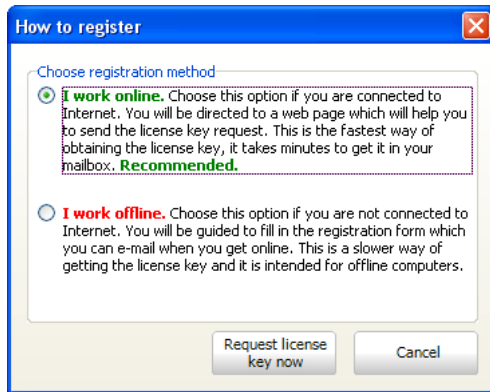 How to register
Choose registration method
I work online. Choose this option if you are connected to
Internet. You will be directed to a web page which will help you
to send the license key request. This is the fastest way of
obtaining the license key, it takes minutes to get it in your
mailbox. Recommended.
I work offline. Choose this option if you are not connected to
Internet. You will be guided to fill in the registration form which
you can e-mail when you get online. This is a slower way of
getting the license key and it is intended for offline computers.
Request license
key now
Cancel